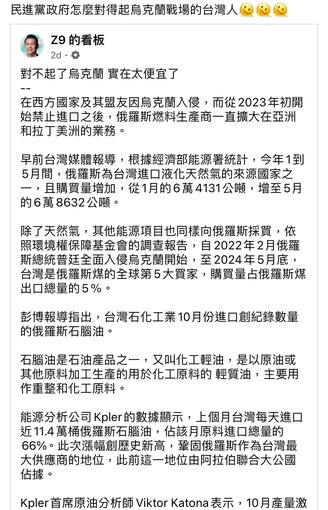 民進黨政府怎麼對得起烏克蘭戰場的台灣人🫠🫠🫠
Z9 的看板
2d
對不起了烏克蘭 實在太便宜了
--
在西方國家及其盟友因烏克蘭入侵，而從2023年初開
始禁止進口之後，俄羅斯燃料生產商一直擴大在亞洲
和拉丁美洲的業務。
早前台灣媒體報導，根據經濟部能源署統計，今年1到
5月間，俄羅斯為台灣進口液化天然氣的來源國家之
一，且購買量增加，從1月的6萬4131公噸，增至5月
的6萬8632公噸。
除了天然氣，其他能源項目也同樣向俄羅斯採買，依
照環境權保障基金會的調查報告，自2022年2月俄羅
斯總統普廷全面入侵烏克蘭開始，至2024年5月底，
台灣是俄羅斯煤的全球第5大買家，購買量占俄羅斯煤
出口總量的5%。
彭博報導指出，台灣石化工業10月份進口創紀錄數量
的俄羅斯石腦油。
石腦油是石油產品之一，又叫化工輕油，是以原油或
其他原料加工生產的用於化工原料的 輕質油，主要用
作重整和化工原料。
能源分析公司Kpler的數據顯示，上個月台灣每天進口
近11.4萬桶俄羅斯石腦油，佔該月原料進口總量的
66%。此次漲幅創歷史新高，鞏固俄羅斯作為台灣最
大供應商的地位，此前這一地位由阿拉伯聯合大公國
佔據。
Kpler首席原油分析師Viktor Katona表示，10月產量激